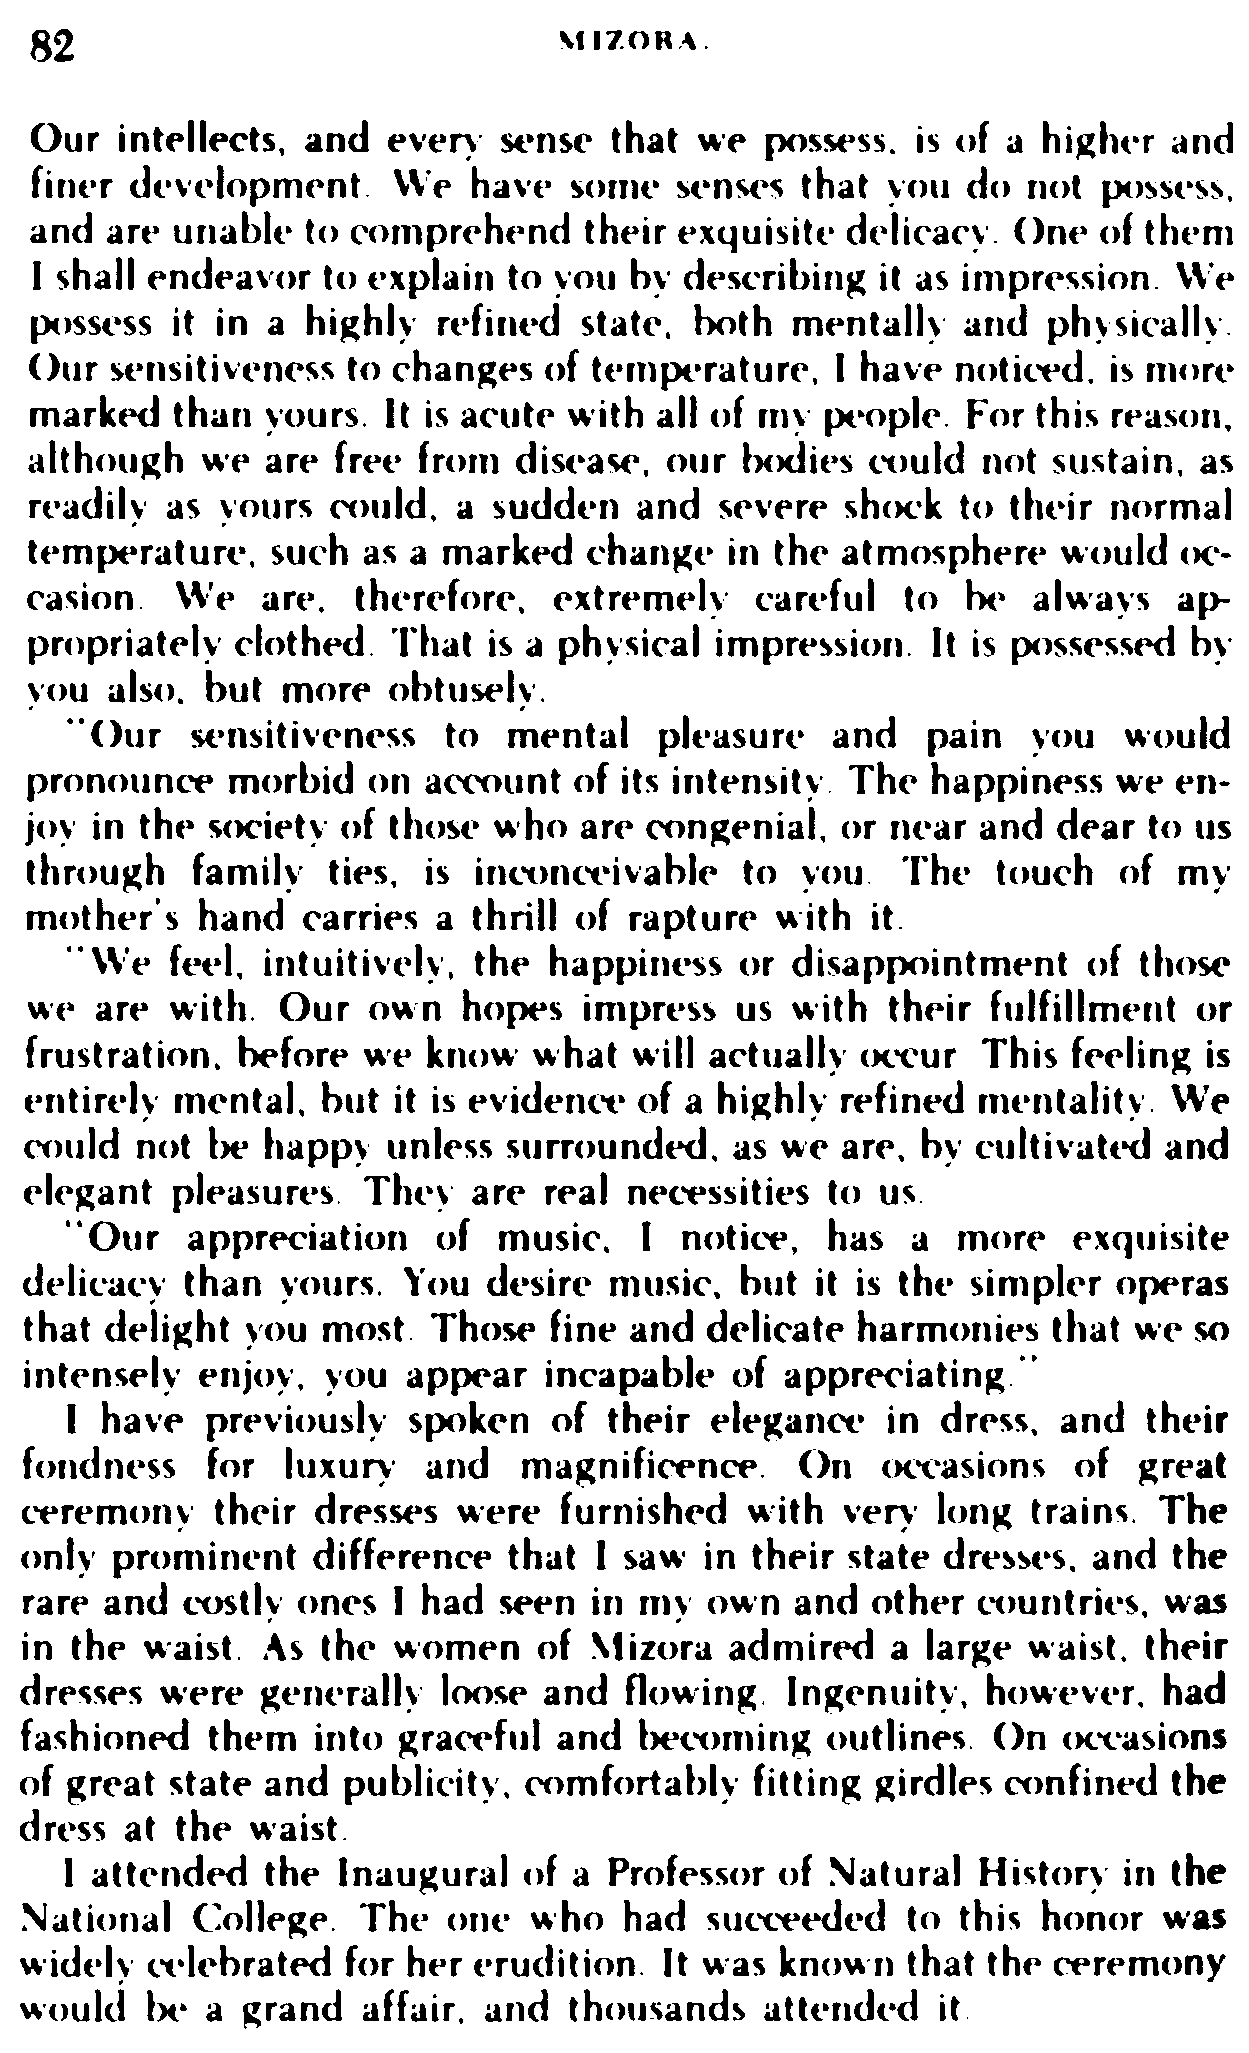 82 MIZORA.
Our intellects, and every sense that we possess, is of a higher and
finer development. We have some senses that you do not possess,
and are unable to comprehend their exquisite delicacy. One of them
I shall endeavor to explain to you by describing it as impression. We
possess it in a highly refined state, both mentally and physically.
Our sensitiveness to changes of temperature, I have noticed, is more
marked than yours. It is acute with all of my people. For this reason,
although we are free from disease, our bodies could not sustain, as
readily as yours could, a sudden and severe shock to their normal
temperature, such as a marked change in the atmosphere would oc-
casion. We are, therefore, extremely careful to be always ap-
propriately clothed. That is a physical impression. It is possessed by
you also, but more obtusely.
"Our sensitiveness to mental pleasure and pain you would
pronounce morbid on account of its intensity. The happiness we en-
joy in the society of those who are congenial, or near and dear to us
through family ties, is inconceivable to you. The touch of my
mother's hand carries a thrill of rapture with it.
"We feel, intuitively, the happiness or disappointment of those
we are with. Our own hopes impress us with their fulfillment or
frustration, before we know what will actually occur. This feeling is
entirely mental, but it is evidence of a highly refined mentality. We
could not be happy unless surrounded, as we are, by cultivated and
elegant pleasures. They are real necessities to us.
"Our appreciation of music, I notice, has a more exquisite
delicacy than yours. You desire music, but it is the simpler operas
that delight you most. Those fine and delicate harmonies that we so
intensely enjoy, you appear incapable of appreciating."
I have previously spoken of their elegance in dress, and their
fondness for luxury and magnificence. On occasions of great
ceremony their dresses were furnished with very long trains. The
only prominent difference that I saw in their state dresses, and the
rare and costly ones I had seen in my own and other countries, was
in the waist. As the women of Mizora admired a large waist, their
dresses were generally loose and flowing. Ingenuity, however, had
fashioned them into graceful and becoming outlines. On occasions
of great state and publicity, comfortably fitting girdles confined the
dress at the waist.
I attended the Inaugural of a Professor of Natural History in the
National College. The one who had succeeded to this honor was
widely celebrated for her erudition. It was known that the ceremony
would be a grand affair, and thousands attended it.